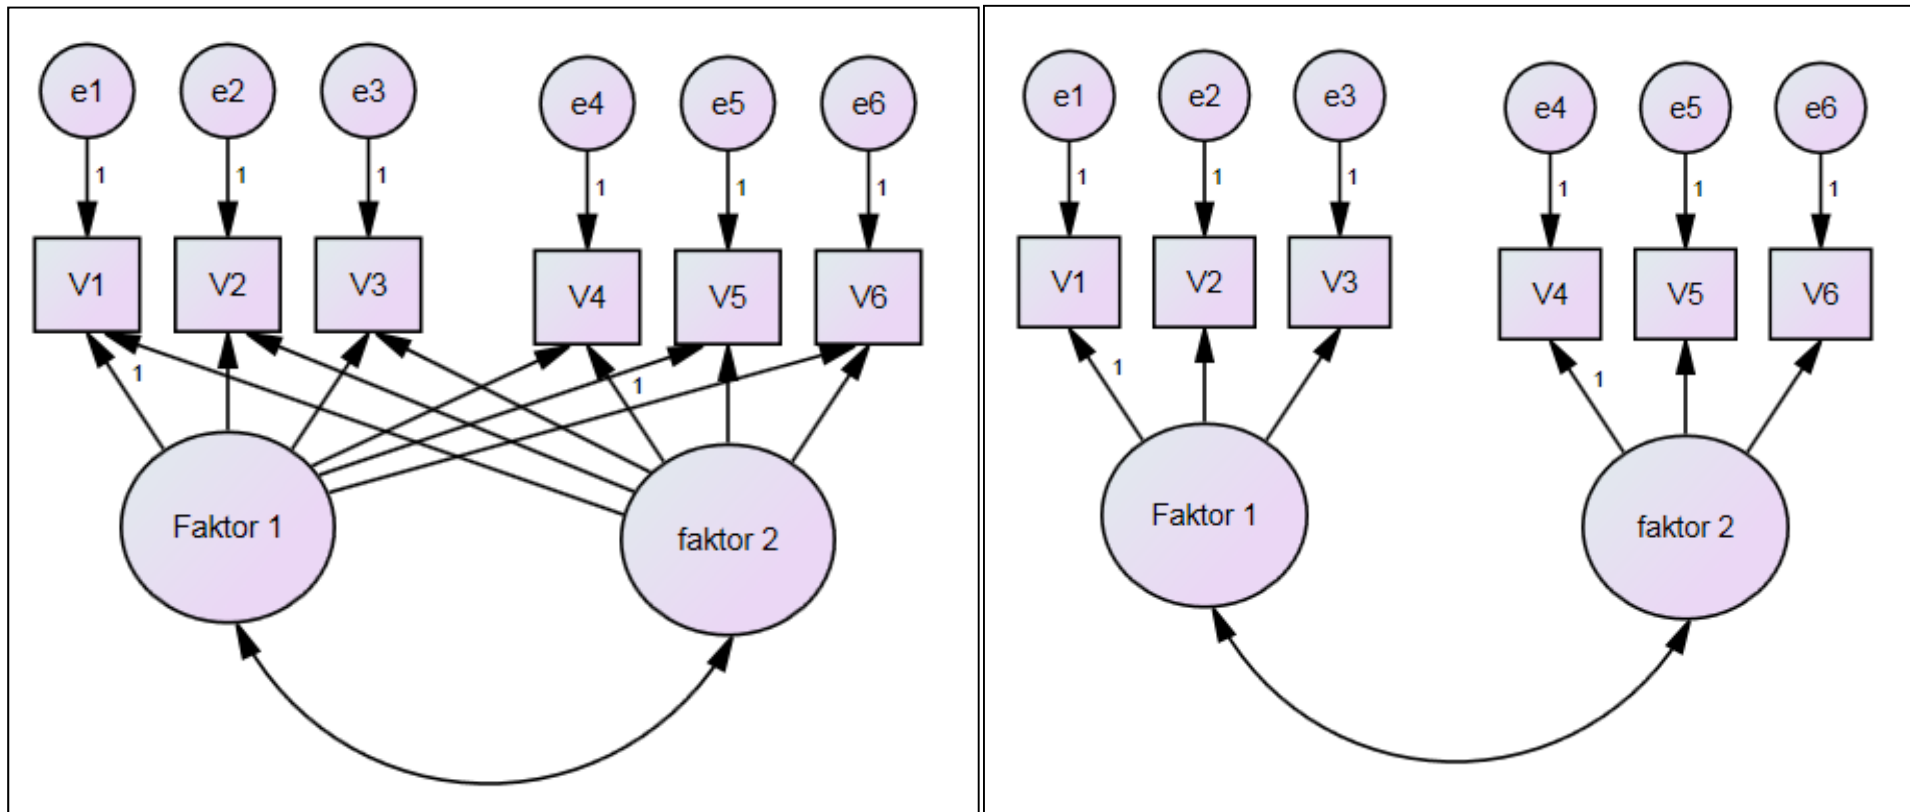 e1 e2 e3 e4 e5 e6
1 1 1 1 1 1
V1 V2 V3 V4 V5 V6
1 1
Faktor 1 faktor 2
e1 e2 e3 e4 e5 e6
1 1 1 1 1 1
V1 V2 V3 V4 V5 V6
1 1
Faktor 1 faktor 2